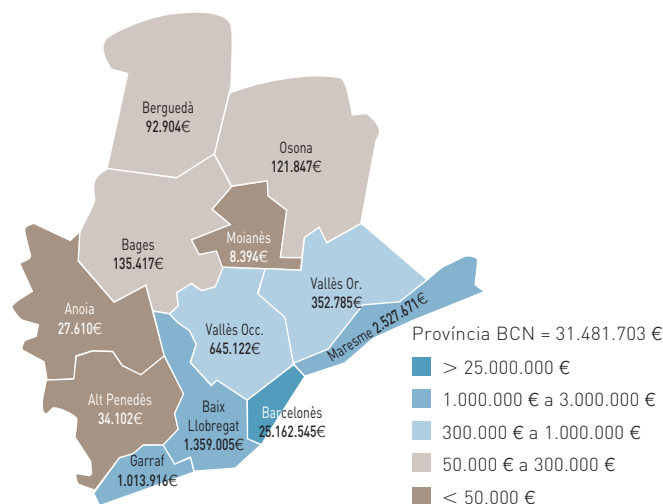 Berguedà
92.904€
Osona
121.847€
Bages
135.417€
Moianès
8.394€
Vallès Or.
352.785€
Anoia
27.610€
Vallès Occ.
645.122€
Maresme 2.527.671€
Alt Penedès
34.102€
Baix
Llobregat
1.359.005€
Barcelonès
25.162.545€
Garraf
1.013.916€
Província BCN = 31.481.703 €
> 25.000.000 €
1.000.000 € a 3.000.000 €
300.000 € a 1.000.000 €
50.000 € a 300.000 €
< 50.000 €